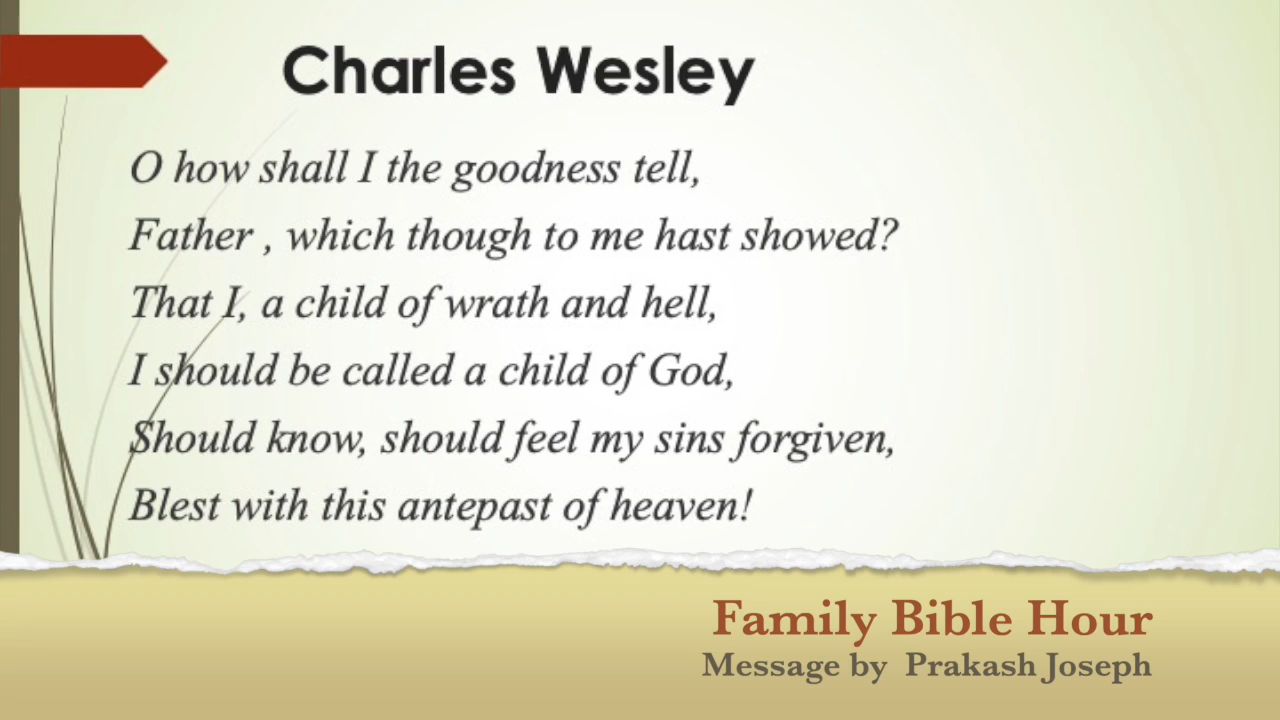 Charles Wesley
O how shall I the goodness tell,
Father , which though to me hast showed?
That I, a child of wrath and hell,
I should be called a child of God,
Should know, should feel my sins forgiven,
Blest with this antepast of heaven!
Family Bible Hour
Message by Prakash Joseph